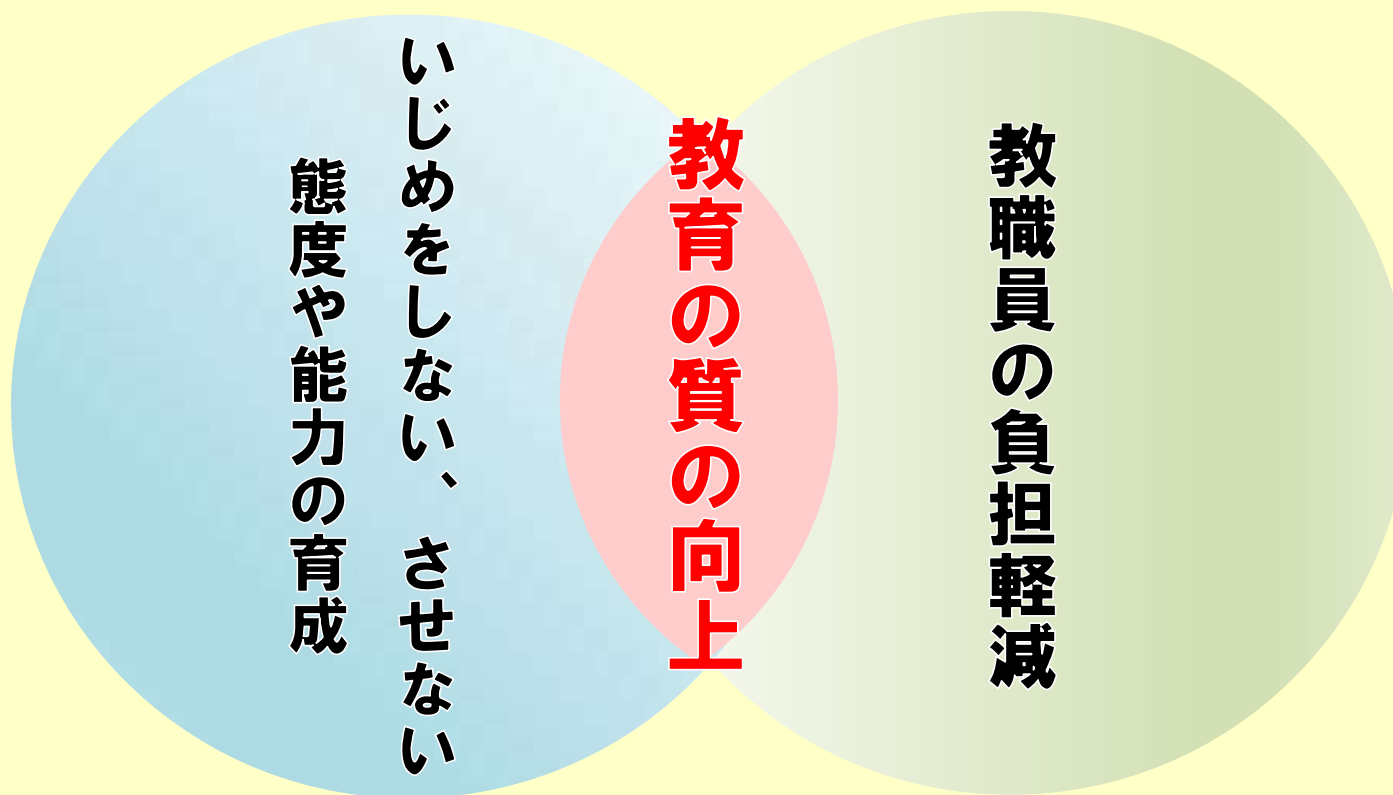 いじめをしない、させない
態度や能力の育成
教育の質の向上
教職員の負担軽減